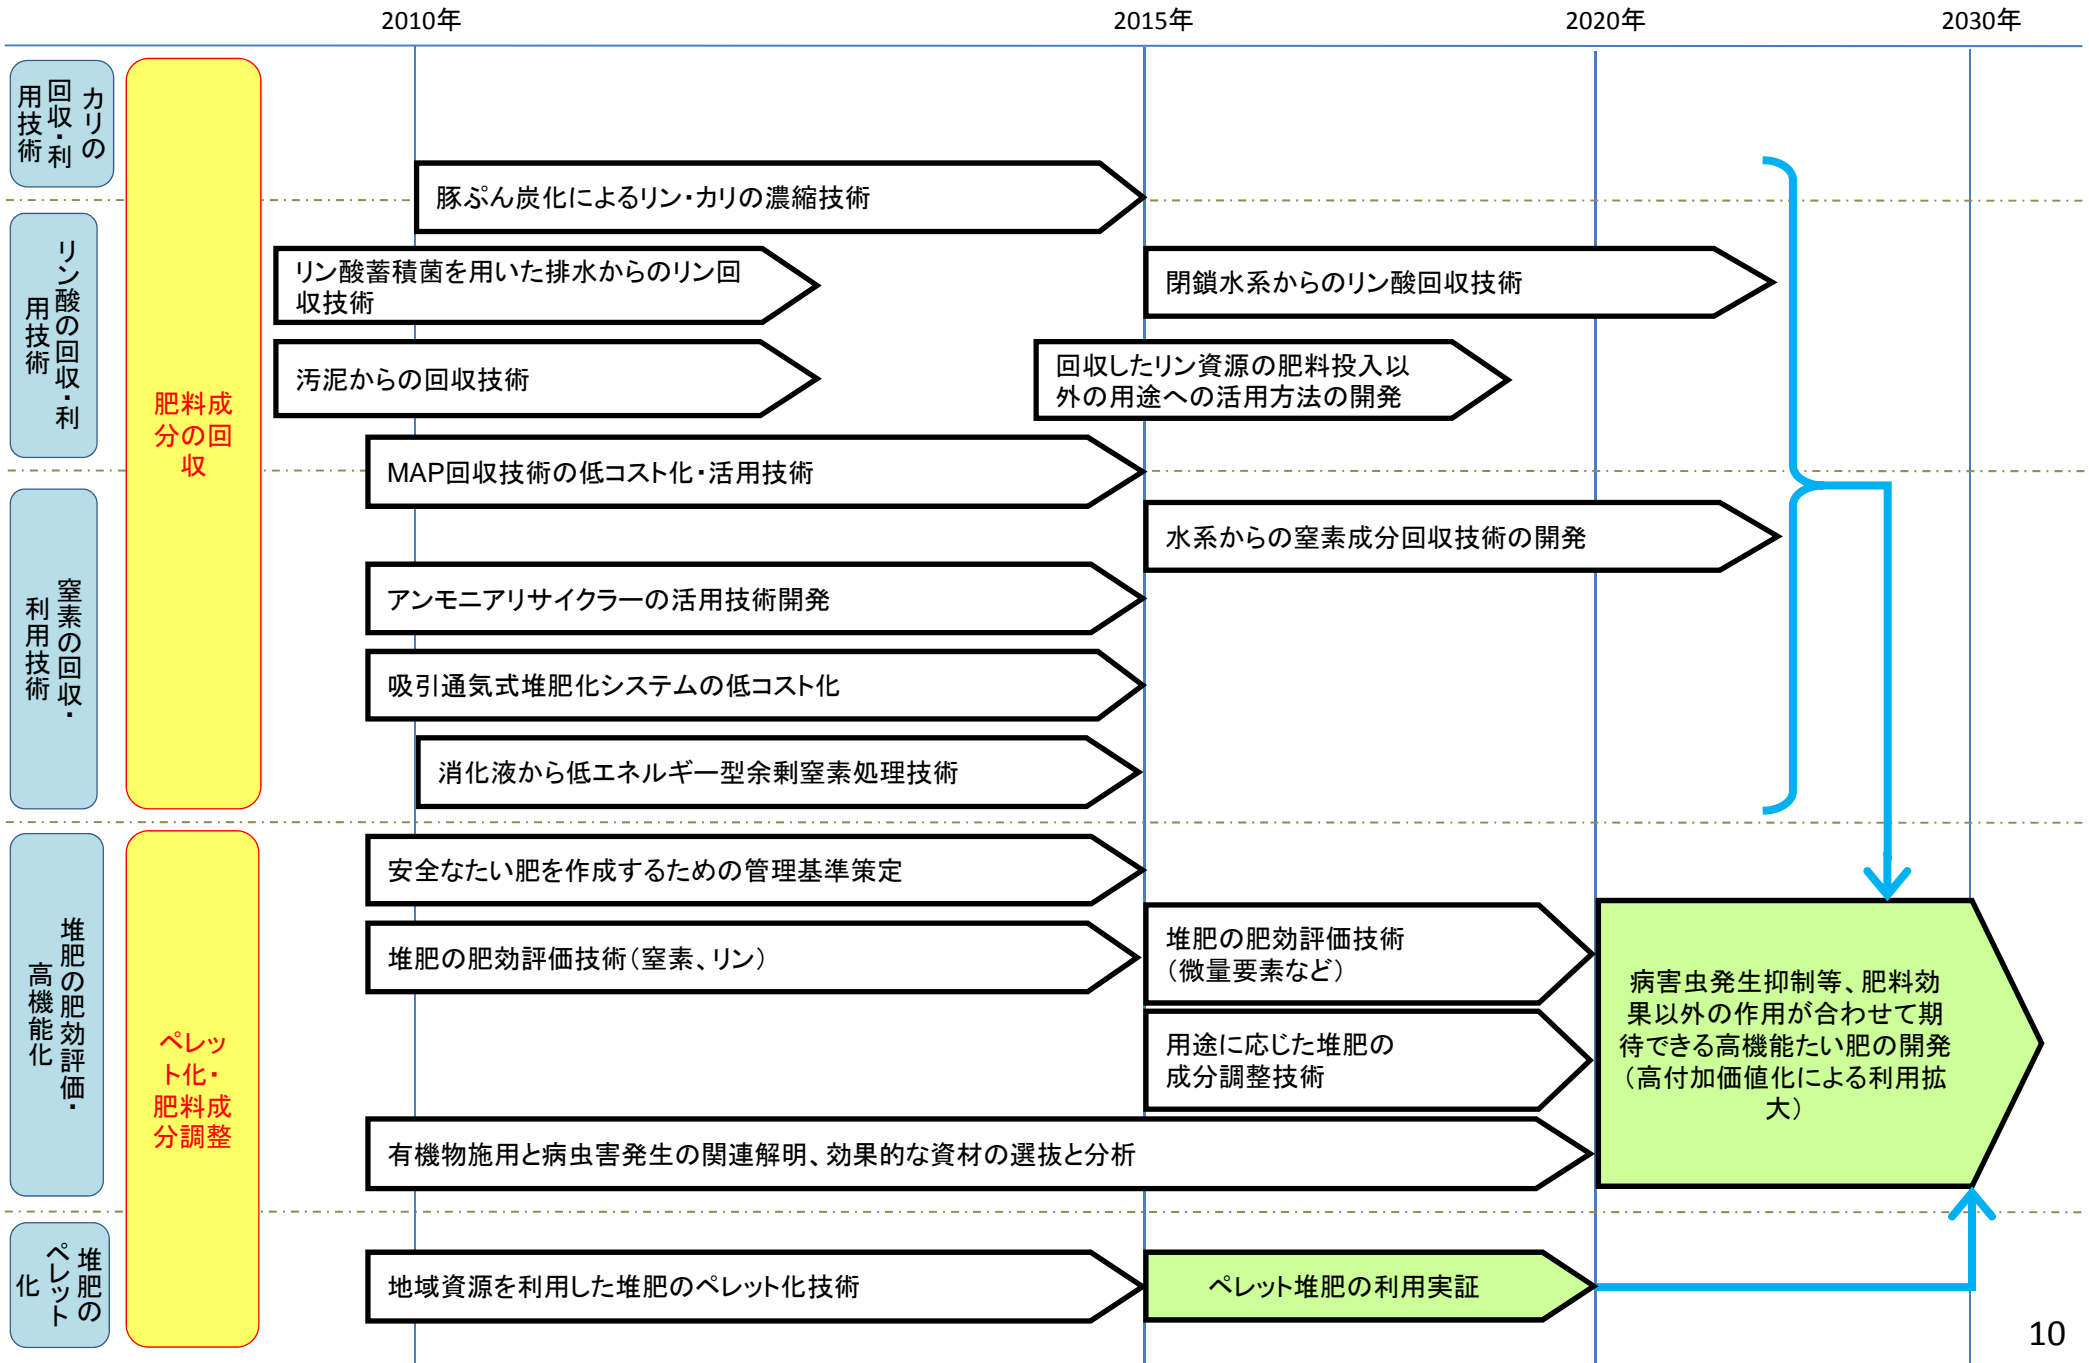 2010年
2015年
2020年
2030年
カリの
回収・利
用技術
肥料成
分の回
収
豚ぷん炭化によるリン・カリの濃縮技術
リン酸の回収・利
用技術
リン酸蓄積菌を用いた排水からのリン回
収技術
閉鎖水系からのリン酸回収技術
汚泥からの回収技術
回収したリン資源の肥料投入以
外の用途への活用方法の開発
MAP回収技術の低コスト化・活用技術
窒素の回収・
利用技術
水系からの窒素成分回収技術の開発
アンモニアリサイクラーの活用技術開発
吸引通気式堆肥化システムの低コスト化
消化液から低エネルギー型余剰窒素処理技術
堆肥の肥効評価・
高機能化
ペレッ
ト化・
肥料成
分調整
安全なたい肥を作成するための管理基準策定
堆肥の肥効評価技術（窒素、リン）
堆肥の肥効評価技術
（微量要素など）
用途に応じた堆肥の
成分調整技術
病害虫発生抑制等、肥料効
果以外の作用が合わせて期
待できる高機能たい肥の開発
（高付加価値化による利用拡
大）
有機物施用と病虫害発生の関連解明、効果的な資材の選抜と分析
堆肥の
ペレット
化
地域資源を利用した堆肥のペレット化技術
ペレット堆肥の利用実証
10